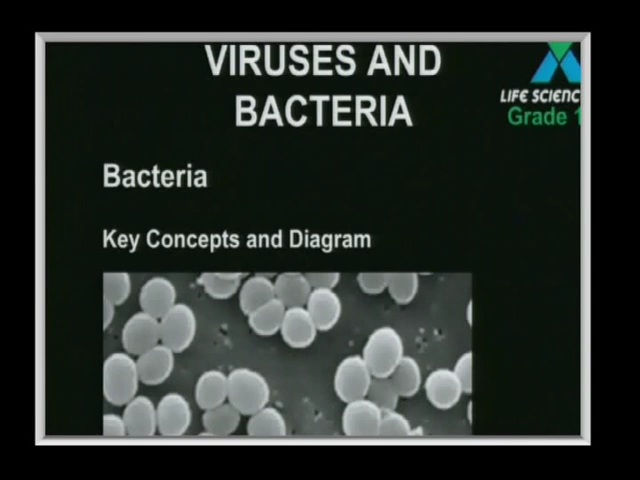 VIRUSES AND
BACTERIA
LIFE SCIENC
Grade 1
Bacteria
Key Concepts and Diagram